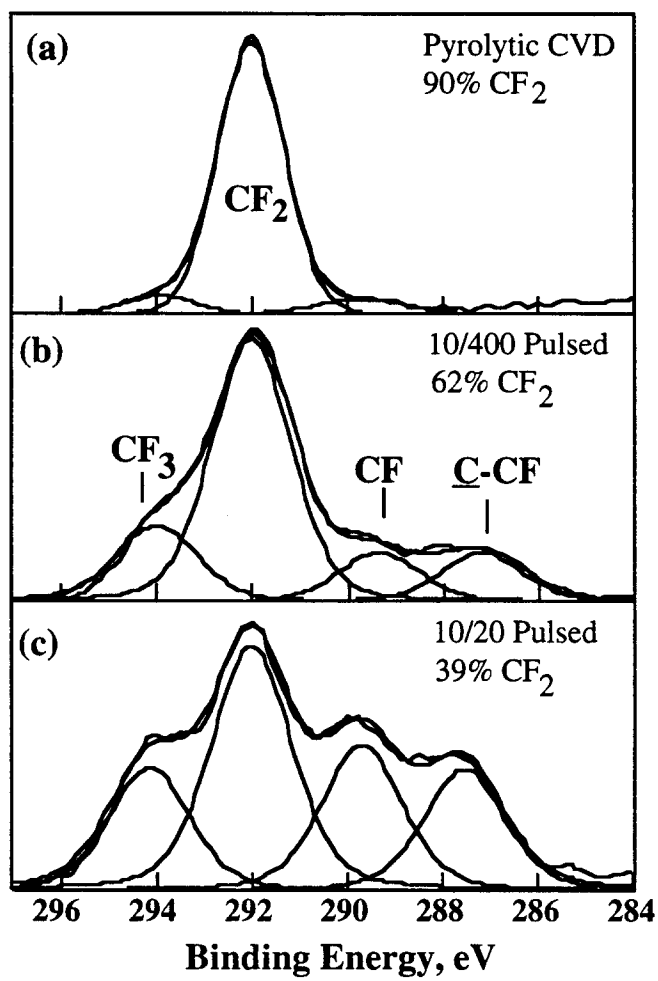 (a)
Pyrolytic CVD
90% CF2
CF2
(b)
10/400 Pulsed
62% CF2
CF3
CF
C-CF
(c)
10/20 Pulsed
39% CF2
296 294 292 290 288 286 284
Binding Energy, eV